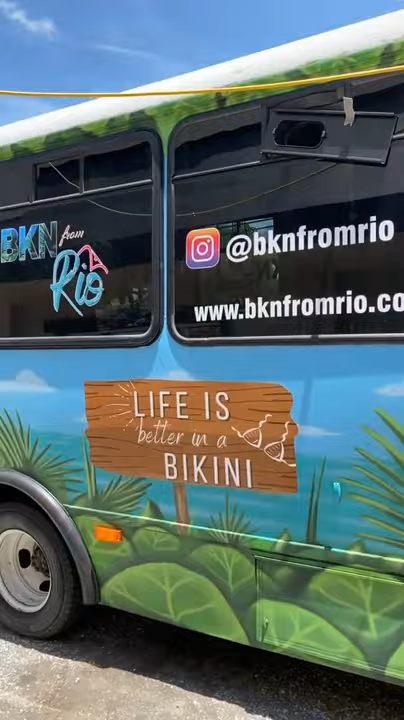 BKN from
Rio
@bknfromrio
www.bknfromrio.co
LIFE IS
better in a
BIKINI